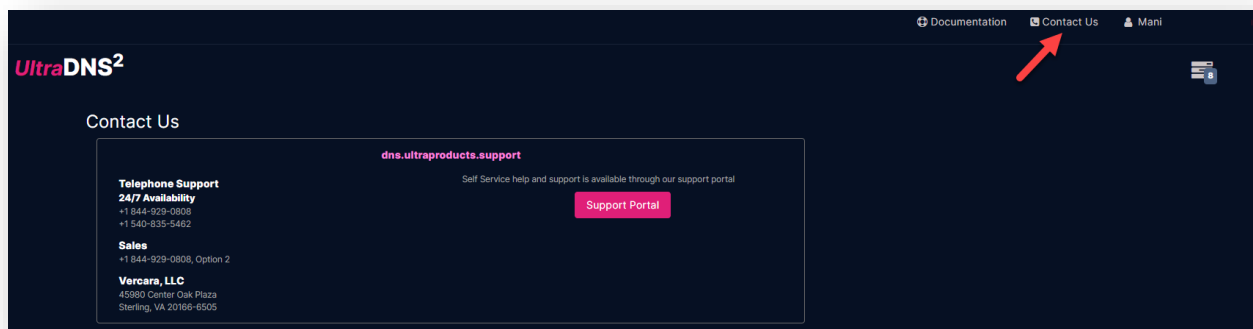 Documentation Contact Us Mani
UltraDNS2
8
Contact Us
dns.ultraproducts.support
Telephone Support
24/7 Availability
+1 844-929-0808
+1 540-835-5462
Sales
+1 844-929-0808, Option 2
Vercara, LLC
45980 Center Oak Plaza
Sterling, VA 20166-6505
Self Service help and support is available through our support portal
Support Portal